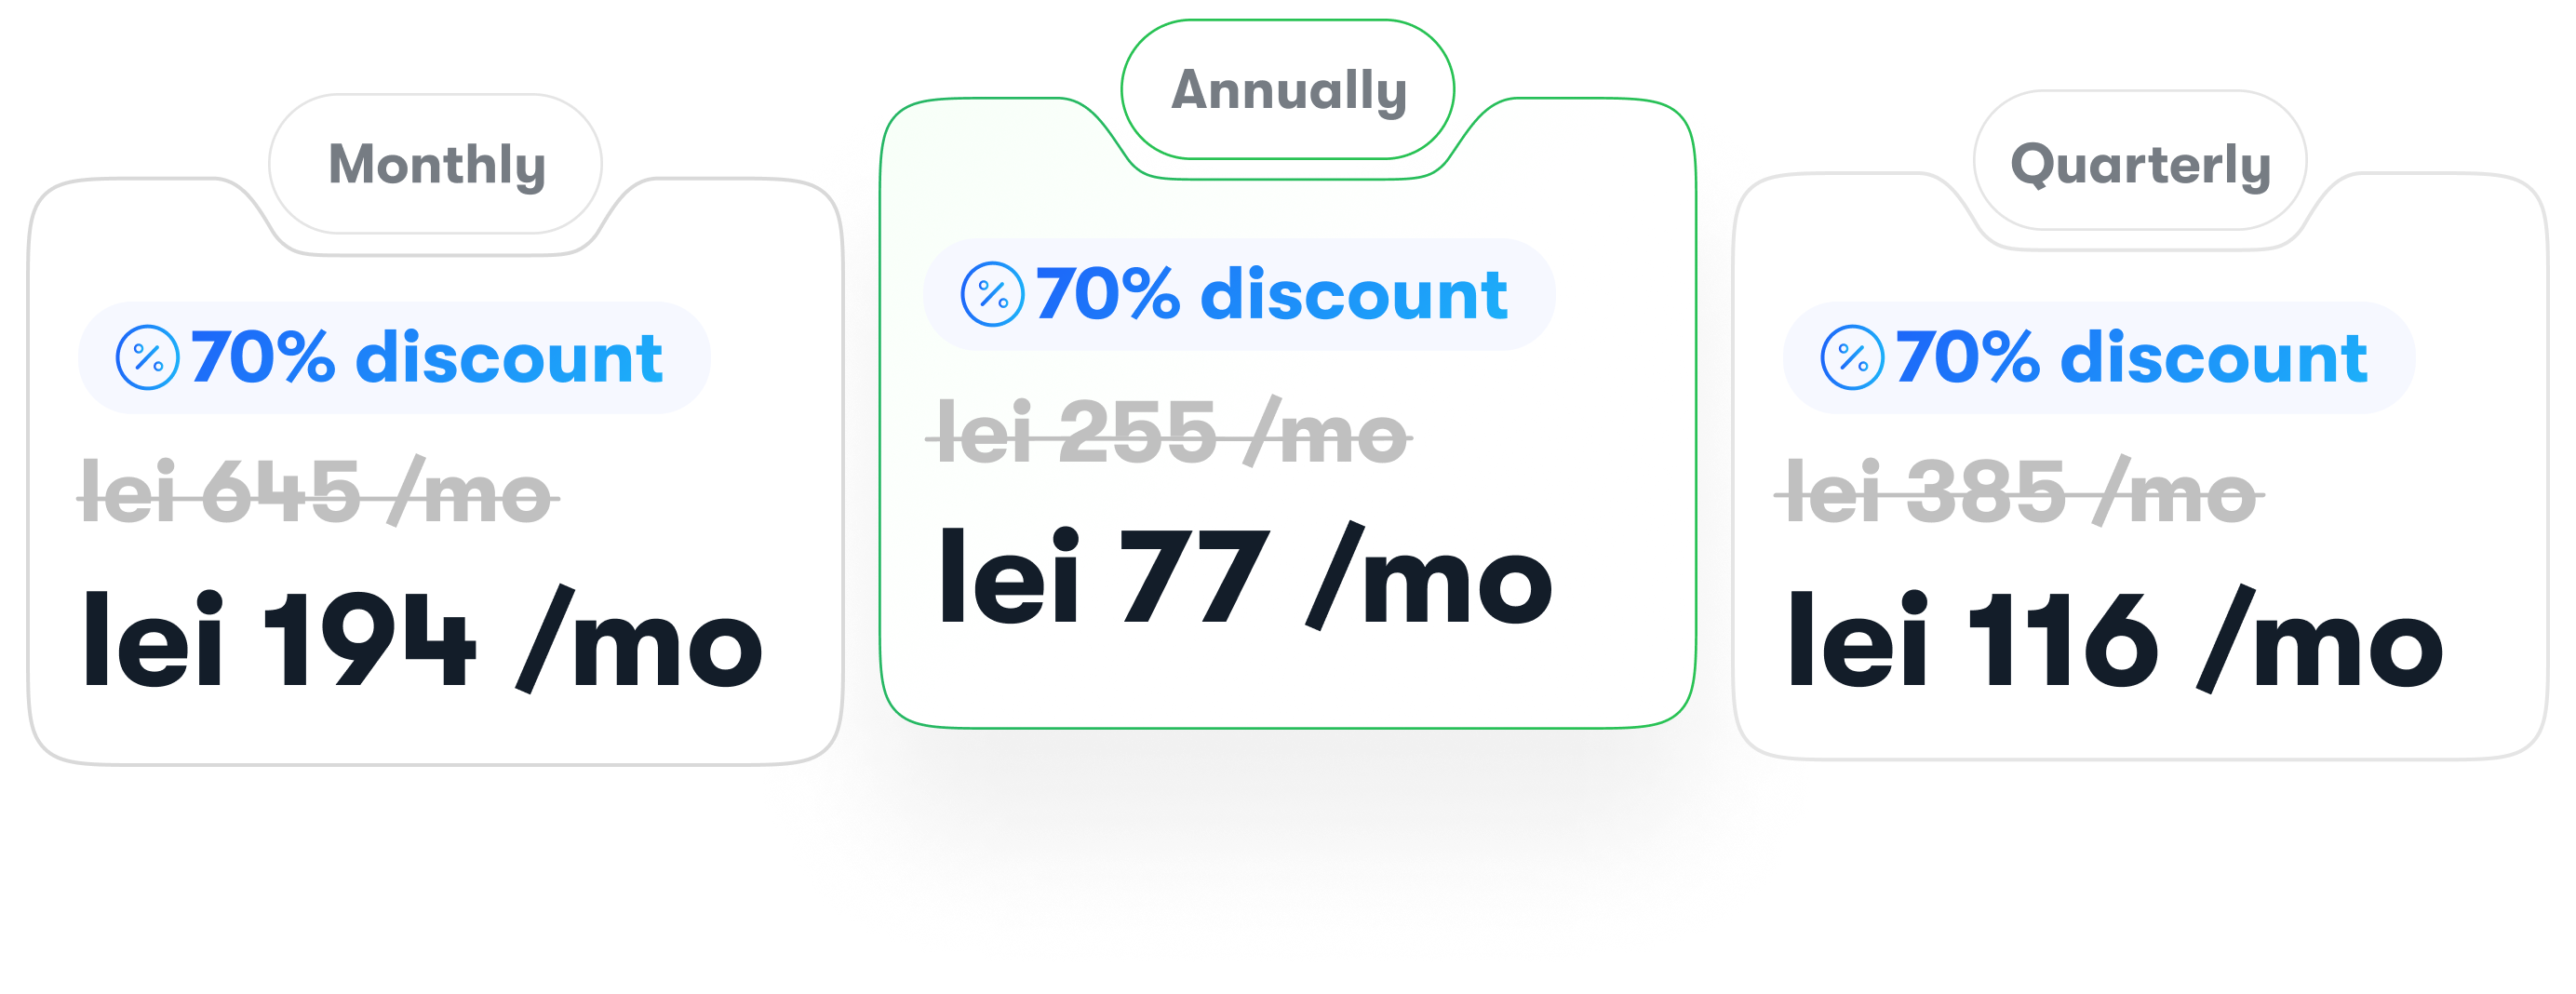 Monthly
70% discount
lei 645 /mo
lei 194 /mo
Annually
70% discount
lei 255 /mo
lei 77 /mo
Quarterly
70% discount
lei 385 /mo
lei 116 /mo